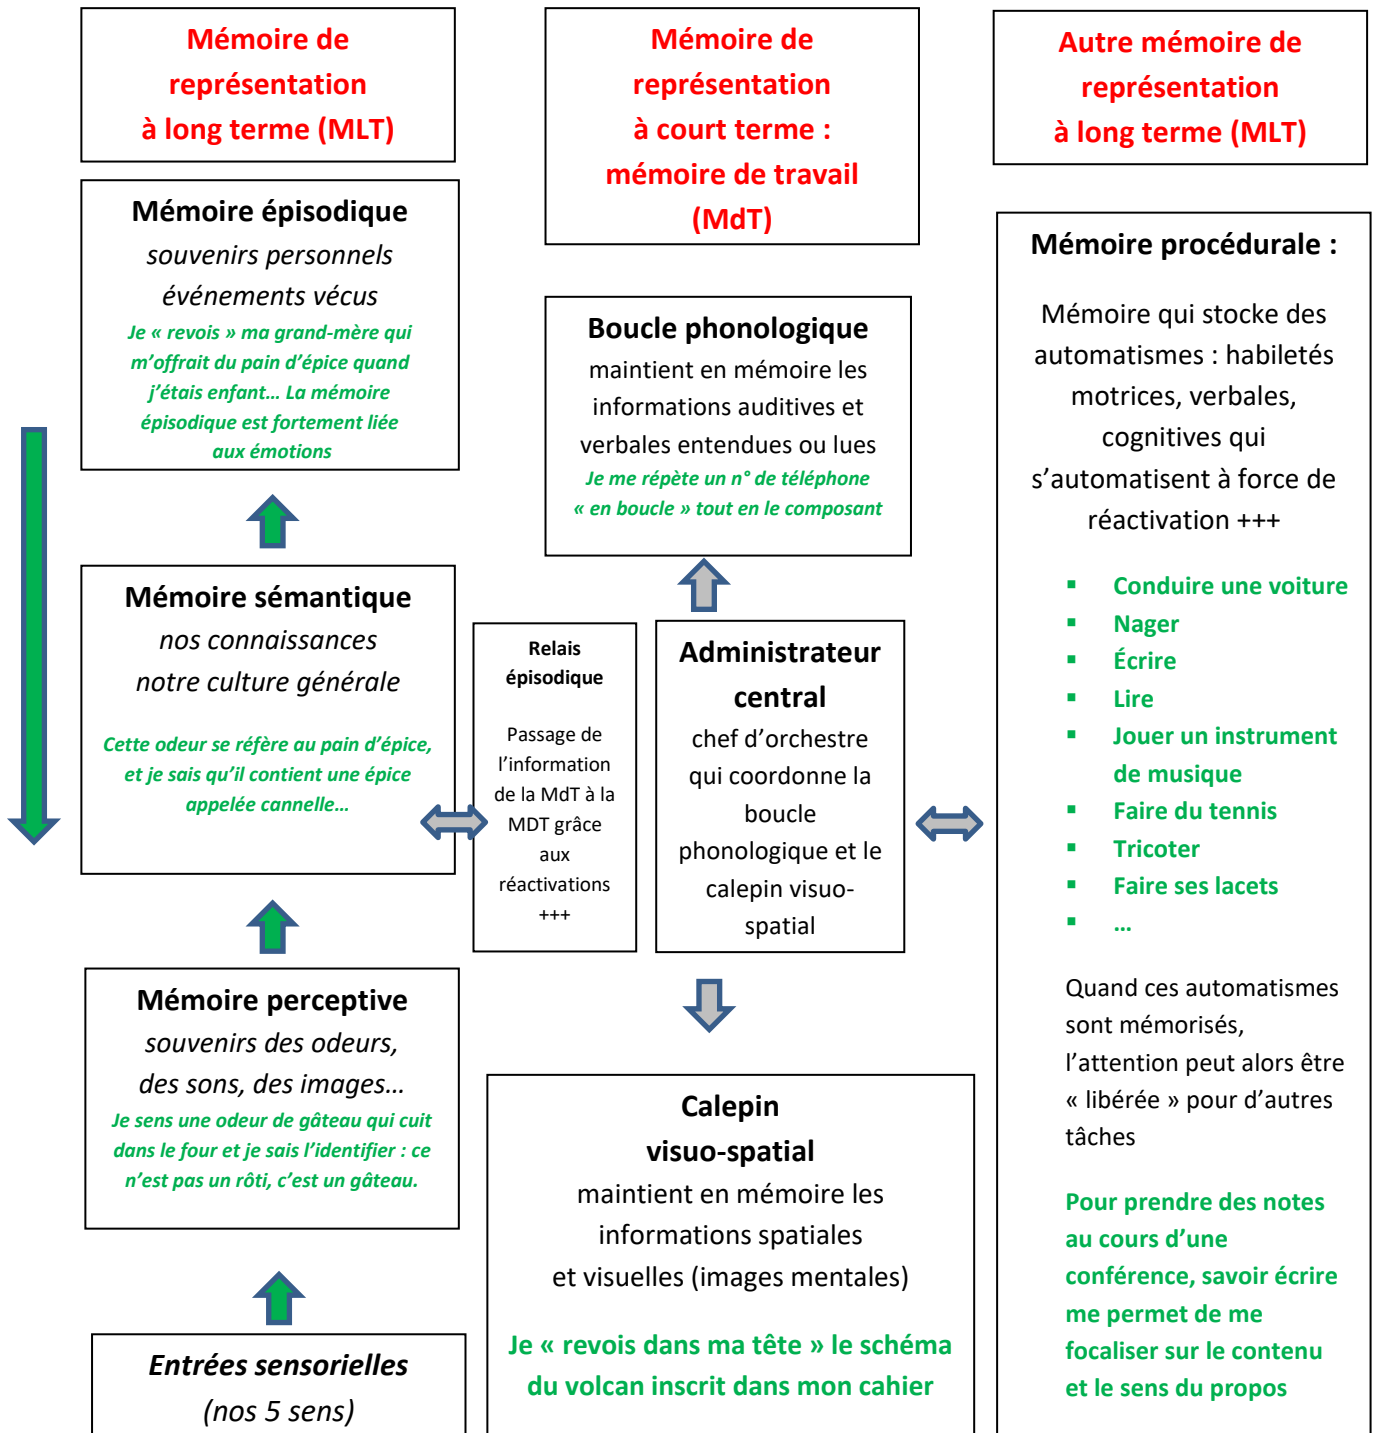 Mémoire de
représentation
à long terme (MLT)
Mémoire épisodique
souvenirs personnels
événements vécus
Je « revois » ma grand-mère qui
m’offrait du pain d’épice quand
j’étais enfant… La mémoire
épisodique est fortement liée
aux émotions
Mémoire sémantique
nos connaissances
notre culture générale
Cette odeur se réfère au pain d’épice,
et je sais qu’il contient une épice
appelée cannelle…
Mémoire perceptive
souvenirs des odeurs,
des sons, des images…
Je sens une odeur de gâteau qui cuit
dans le four et je sais l’identifier : ce
n’est pas un rôti, c’est un gâteau.
Entrées sensorielles
(nos 5 sens)
Mémoire de
représentation
à court terme :
mémoire de travail
(MdT)
Boucle phonologique
maintient en mémoire les
informations auditives et
verbales entendues ou lues
Je me répète un n° de téléphone
« en boucle » tout en le composant
Relais
épisodique
Passage de
l’information
de la MdT à la
MDT grâce
aux
réactivations
+++
Administrateur
central
chef d’orchestre
qui coordonne la
boucle
phonologique et le
calepin visuo-
spatial
Calepin
visuo-spatial
maintient en mémoire les
informations spatiales
et visuelles (images mentales)
Je « revois dans ma tête » le schéma
du volcan inscrit dans mon cahier
Autre mémoire de
représentation
à long terme (MLT)
Mémoire procédurale :
Mémoire qui stocke des
automatismes : habiletés
motrices, verbales,
cognitives qui
s’automatisent à force de
réactivation +++
▪ Conduire une voiture
▪ Nager
▪ Écrire
▪ Lire
▪ Jouer un instrument
de musique
▪ Faire du tennis
▪ Tricoter
▪ Faire ses lacets
▪ …
Quand ces automatismes
sont mémorisés,
l’attention peut alors être
« libérée » pour d’autres
tâches
Pour prendre des notes
au cours d’une
conférence, savoir écrire
me permet de me
focaliser sur le contenu
et le sens du propos